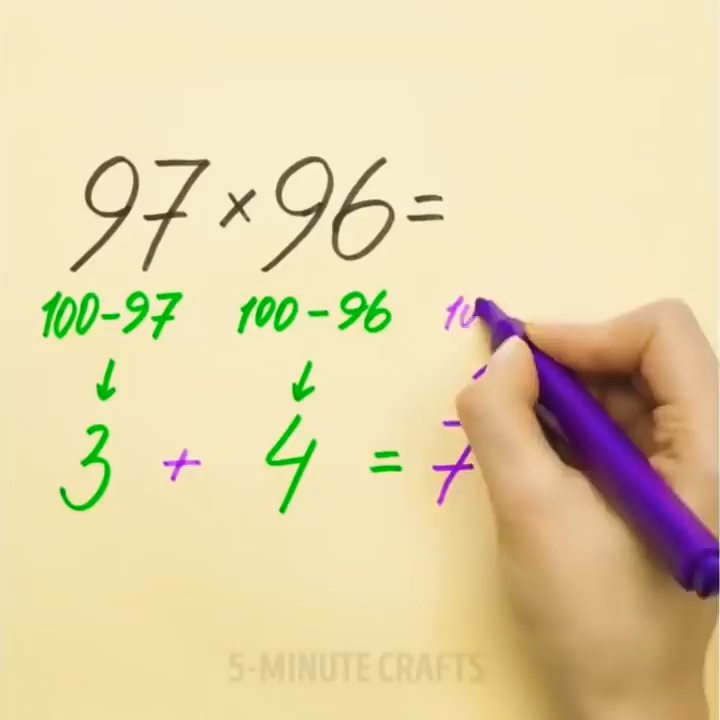 97×96=
100-97 100-96
↓ ↓
3 + 4 = 7
5-MINUTE CRAFTS